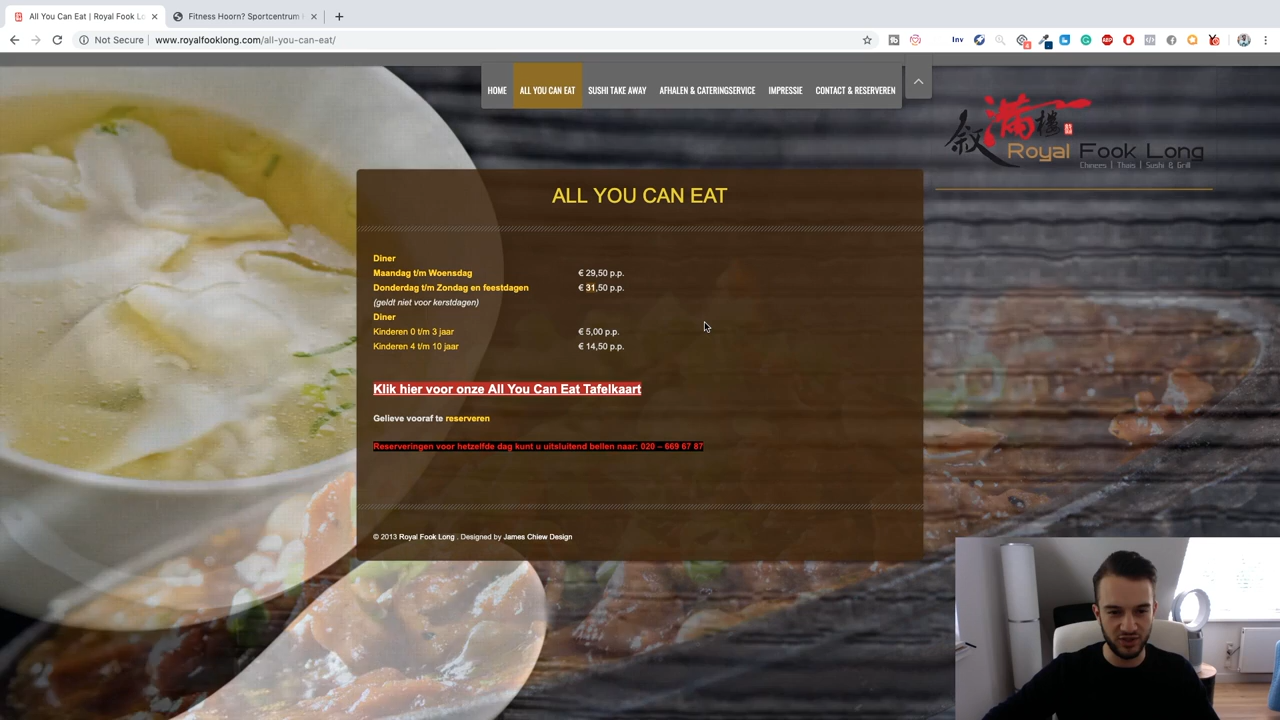 All You Can Eat | Royal Fook Lo
Fitness Hoorn? Sportcentrum
Not Secure | www.royalfooklong.com/all-you-can-eat/
Inv
ABP
HOME
ALL YOU CAN EAT
SUSHI TAKE AWAY
AFHALEN & CATERINGSERVICE
IMPRESSIE
CONTACT & RESERVEREN
叙
滿
樓
Royal Fook Long
Chinees | Thais | Sushi & Grill
ALL YOU CAN EAT
Diner
Maandag t/m Woensdag € 29,50 p.p.
Donderdag t/m Zondag en feestdagen € 31,50 p.p.
(geldt niet voor kerstdagen)
Diner
Kinderen 0 t/m 3 jaar € 5,00 p.p.
Kinderen 4 t/m 10 jaar € 14,50 p.p.
Klik hier voor onze All You Can Eat Tafelkaart
Gelieve vooraf te reserveren
Reserveringen voor hetzelfde dag kunt u uitsluitend bellen naar: 020 – 669 67 87
© 2013 Royal Fook Long . Designed by James Chiew Design